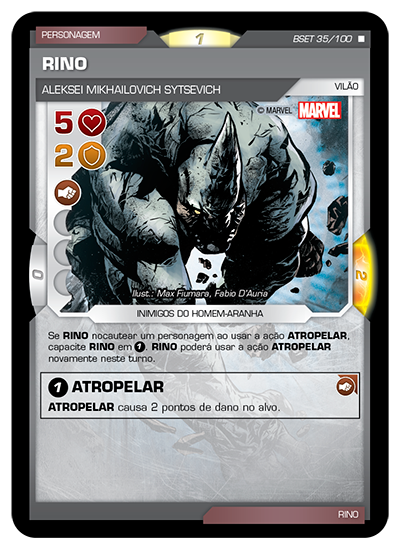 PERSONAGEM
1
BSET 35/100
RINO
ALEKSEI MIKHAILOVICH SYTSEVICH
VILÃO
© MARVEL MARVEL
5
2
0
2
Ilust.: Max Fiumara, Fabio D'Auria
INIMIGOS DO HOMEM-ARANHA
Se RINO nocautear um personagem ao usar a ação ATROPELAR,
capacite RINO em 1. RINO poderá usar a ação ATROPELAR
novamente neste turno.
1 ATROPELAR
ATROPELAR causa 2 pontos de dano no alvo.
RINO